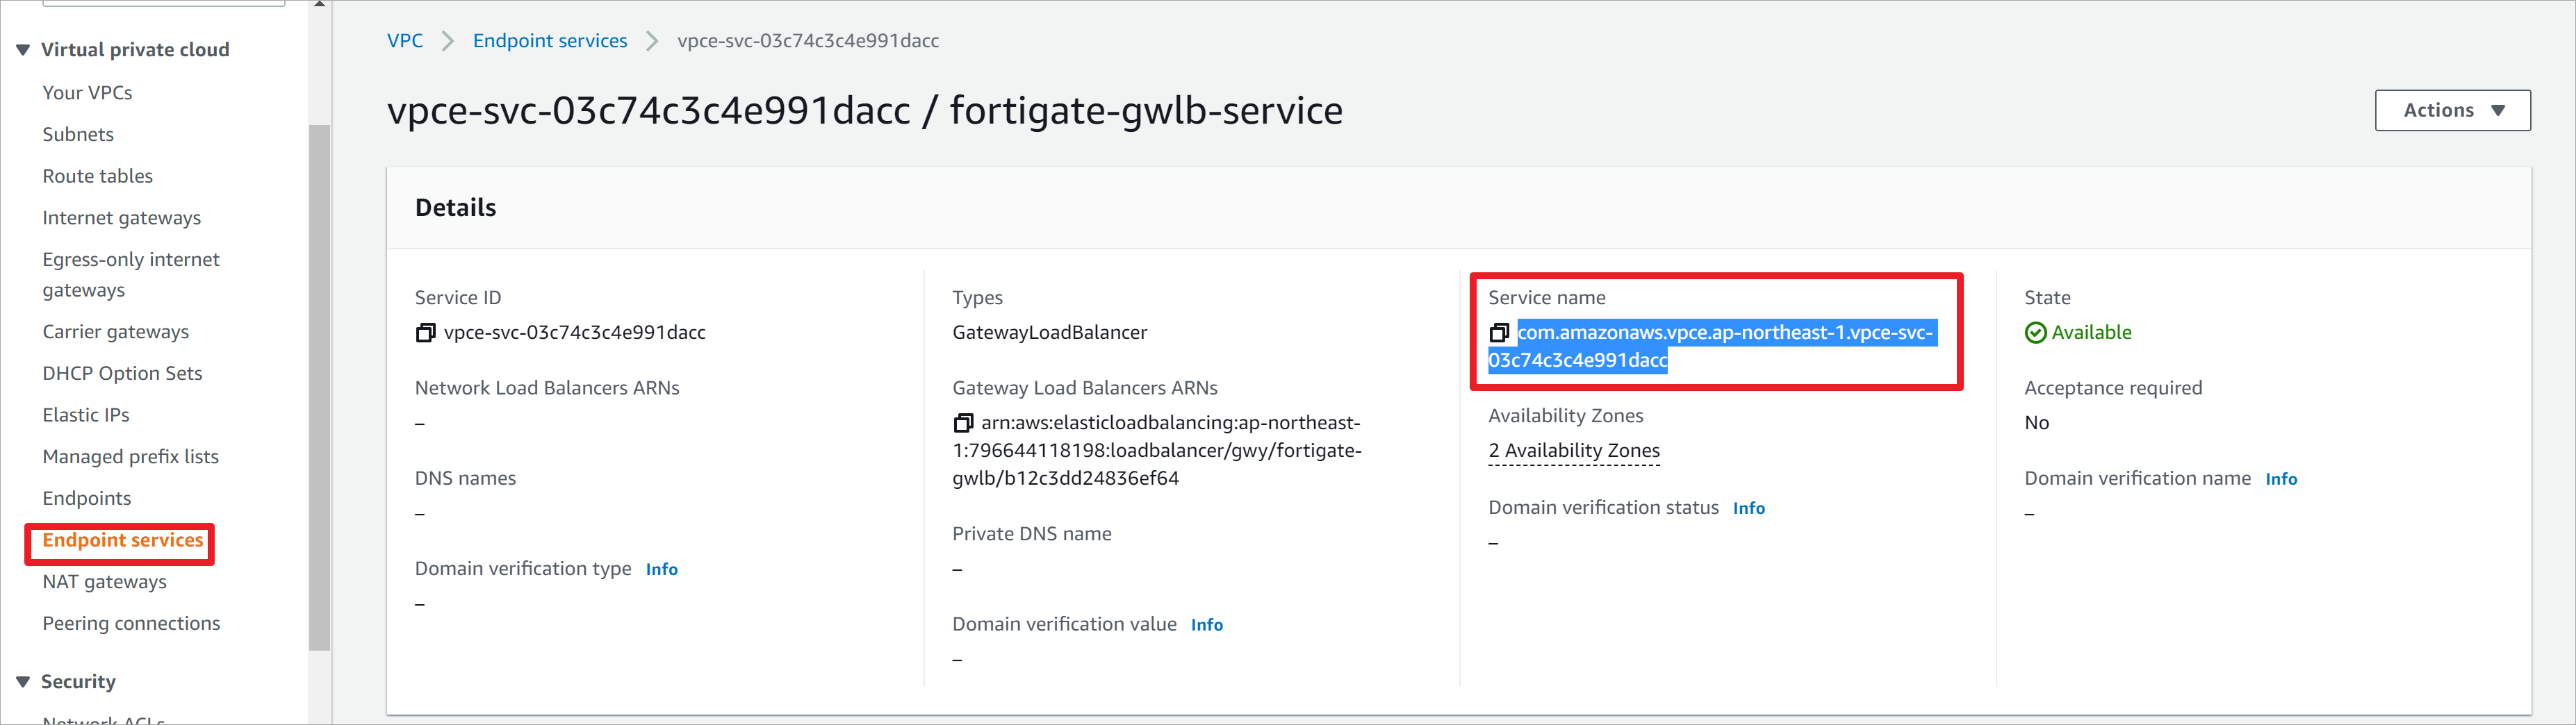 Virtual private cloud
Your VPCs
Subnets
Route tables
Internet gateways
Egress-only internet
gateways
Carrier gateways
DHCP Option Sets
Elastic IPs
Managed prefix lists
Endpoints
Endpoint services
NAT gateways
Peering connections
Security
Network ACLs
VPC > Endpoint services > vpce-svc-03c74c3c4e991dacc
vpce-svc-03c74c3c4e991dacc / fortigate-gwlb-service
Actions
Details
Service ID
vpce-svc-03c74c3c4e991dacc
Network Load Balancers ARNs
–
DNS names
–
Domain verification type Info
–
Types
GatewayLoadBalancer
Gateway Load Balancers ARNs
arn:aws:elasticloadbalancing:ap-northeast-
1:796644118198:loadbalancer/gwy/fortigate-
gwlb/b12c3dd24836ef64
Private DNS name
–
Domain verification value Info
–
Service name
com.amazonaws.vpce.ap-northeast-1.vpce-svc-
03c74c3c4e991dacc
Availability Zones
2 Availability Zones
Domain verification status Info
–
State
Available
Acceptance required
No
Domain verification name Info
–